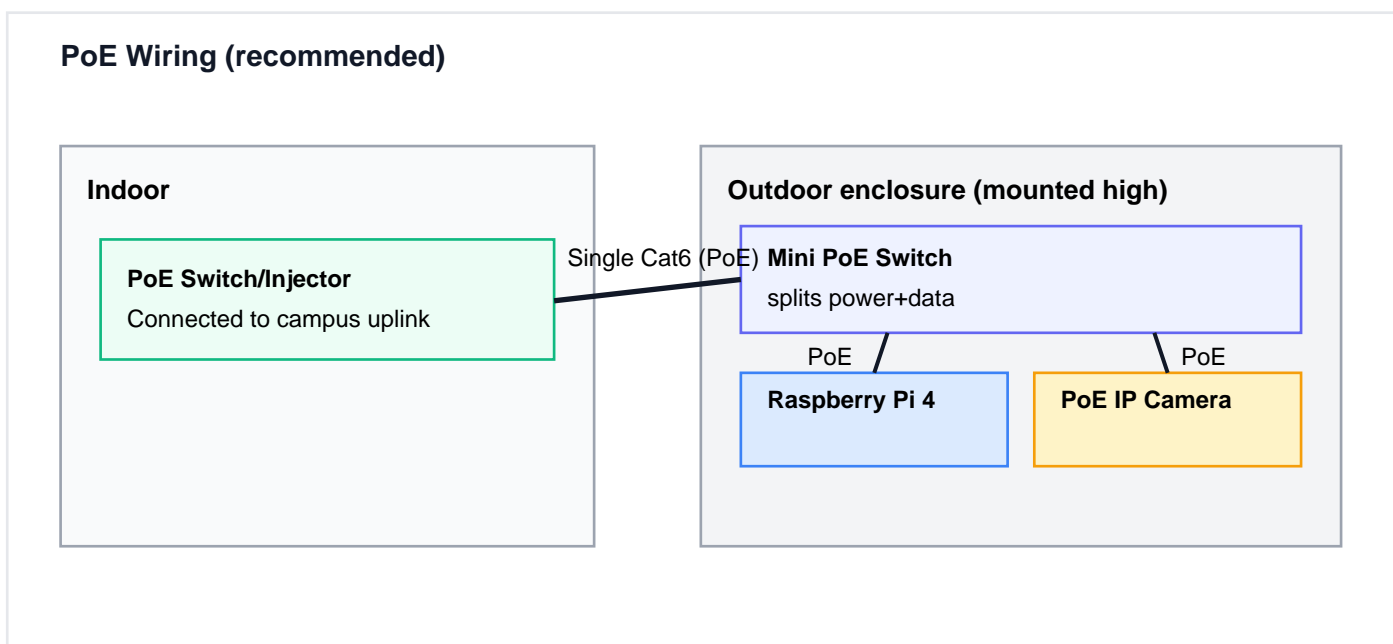 PoE Wiring (recommended)
Indoor
PoE Switch/Injector
Connected to campus uplink
Single Cat6 (PoE)
Outdoor enclosure (mounted high)
Mini PoE Switch
splits power+data
PoE
PoE
Raspberry Pi 4
PoE IP Camera